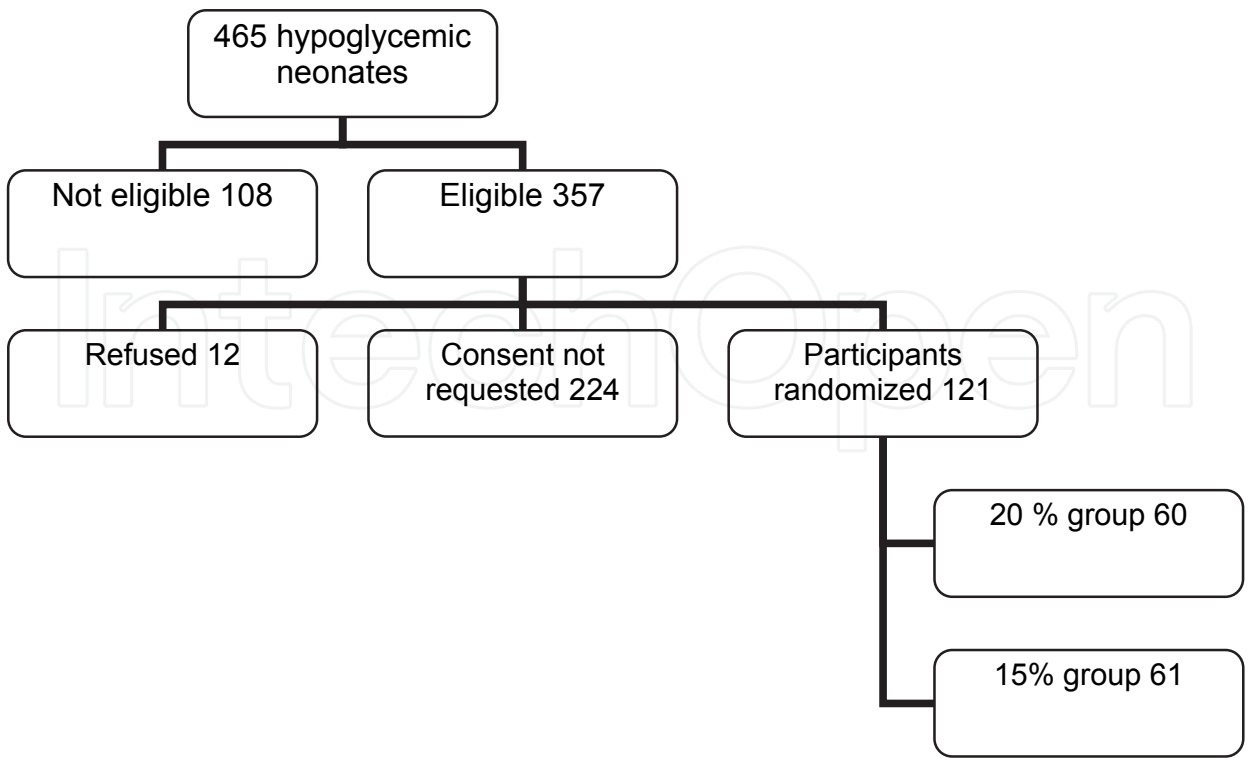 465 hypoglycemic
neonates
Not eligible 108
Eligible 357
Refused 12
Consent not
requested 224
Participants
randomized 121
20 % group 60
15% group 61
IntechOpen